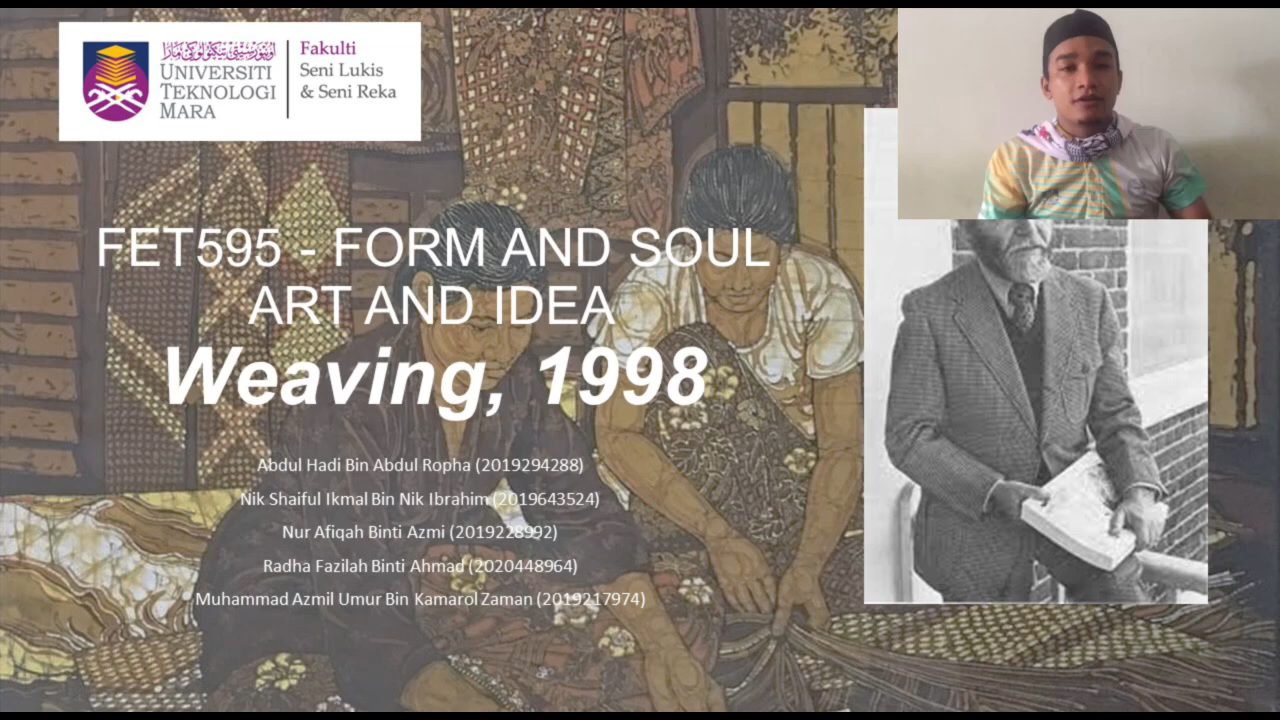 UNIVERSITI
TEKNOLOGI
MARA
Fakulti
Seni Lukis
& Seni Reka
FET595 - FORM AND SOUL
ART AND IDEA
Weaving, 1998
Abdul Hadi Bin Abdul Ropha (2019294288)
Nik Shaiful Ikmal Bin Nik Ibrahim (2019643524)
Nur Afiqah Binti Azmi (2019228992)
Radha Fazilah Binti Ahmad (2020448964)
Muhammad Azmil Umur Bin Kamarol Zaman (2019217974)